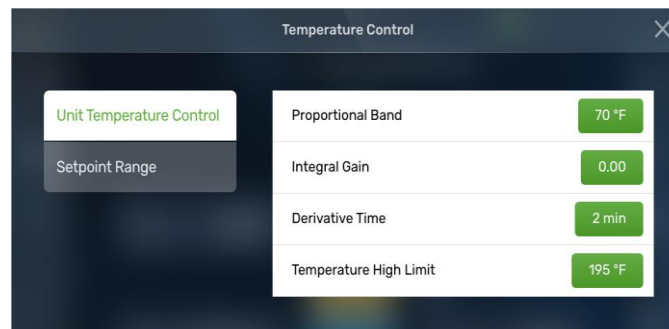 Temperature Control
Unit Temperature Control
Setpoint Range
Proportional Band 70 °F
Integral Gain 0.00
Derivative Time 2 min
Temperature High Limit 195 °F